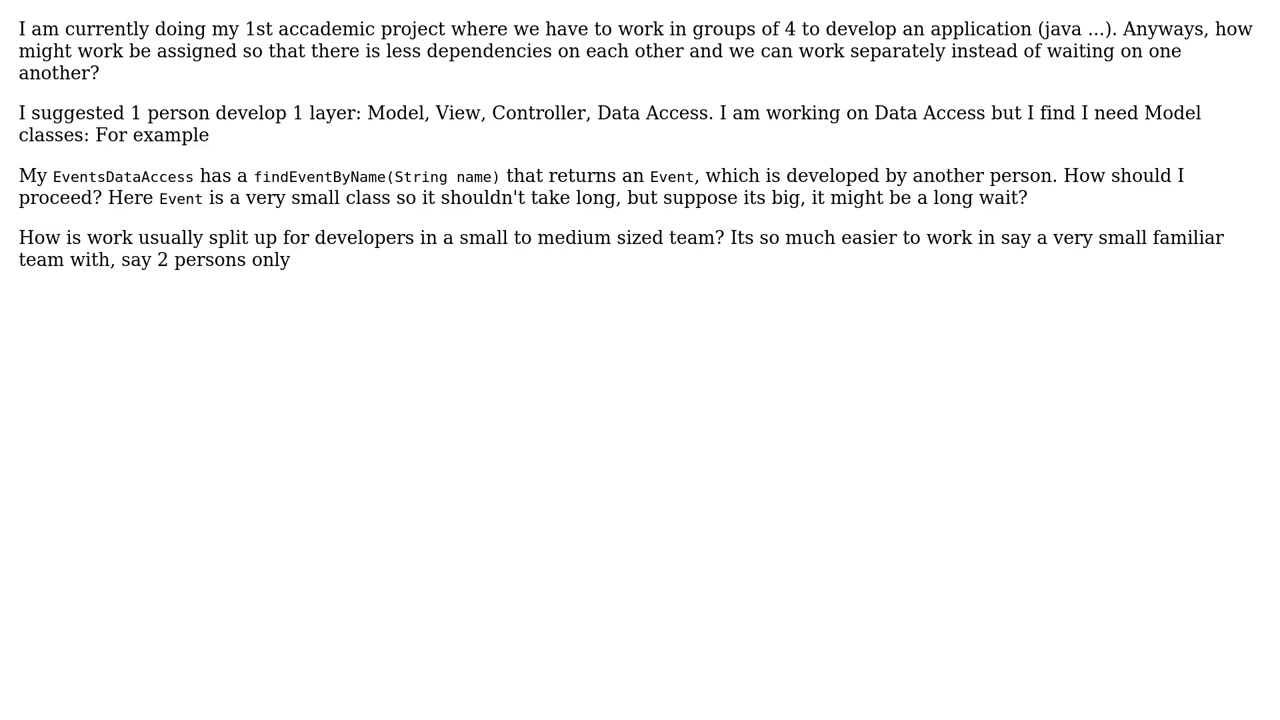 I am currently doing my 1st accademic project where we have to work in groups of 4 to develop an application (java ...). Anyways, how
might work be assigned so that there is less dependencies on each other and we can work separately instead of waiting on one
another?
I suggested 1 person develop 1 layer: Model, View, Controller, Data Access. I am working on Data Access but I find I need Model
classes: For example
My EventsDataAccess has a findEventByName(String name) that returns an Event, which is developed by another person. How should I
proceed? Here Event is a very small class so it shouldn't take long, but suppose its big, it might be a long wait?
How is work usually split up for developers in a small to medium sized team? Its so much easier to work in say a very small familiar
team with, say 2 persons only